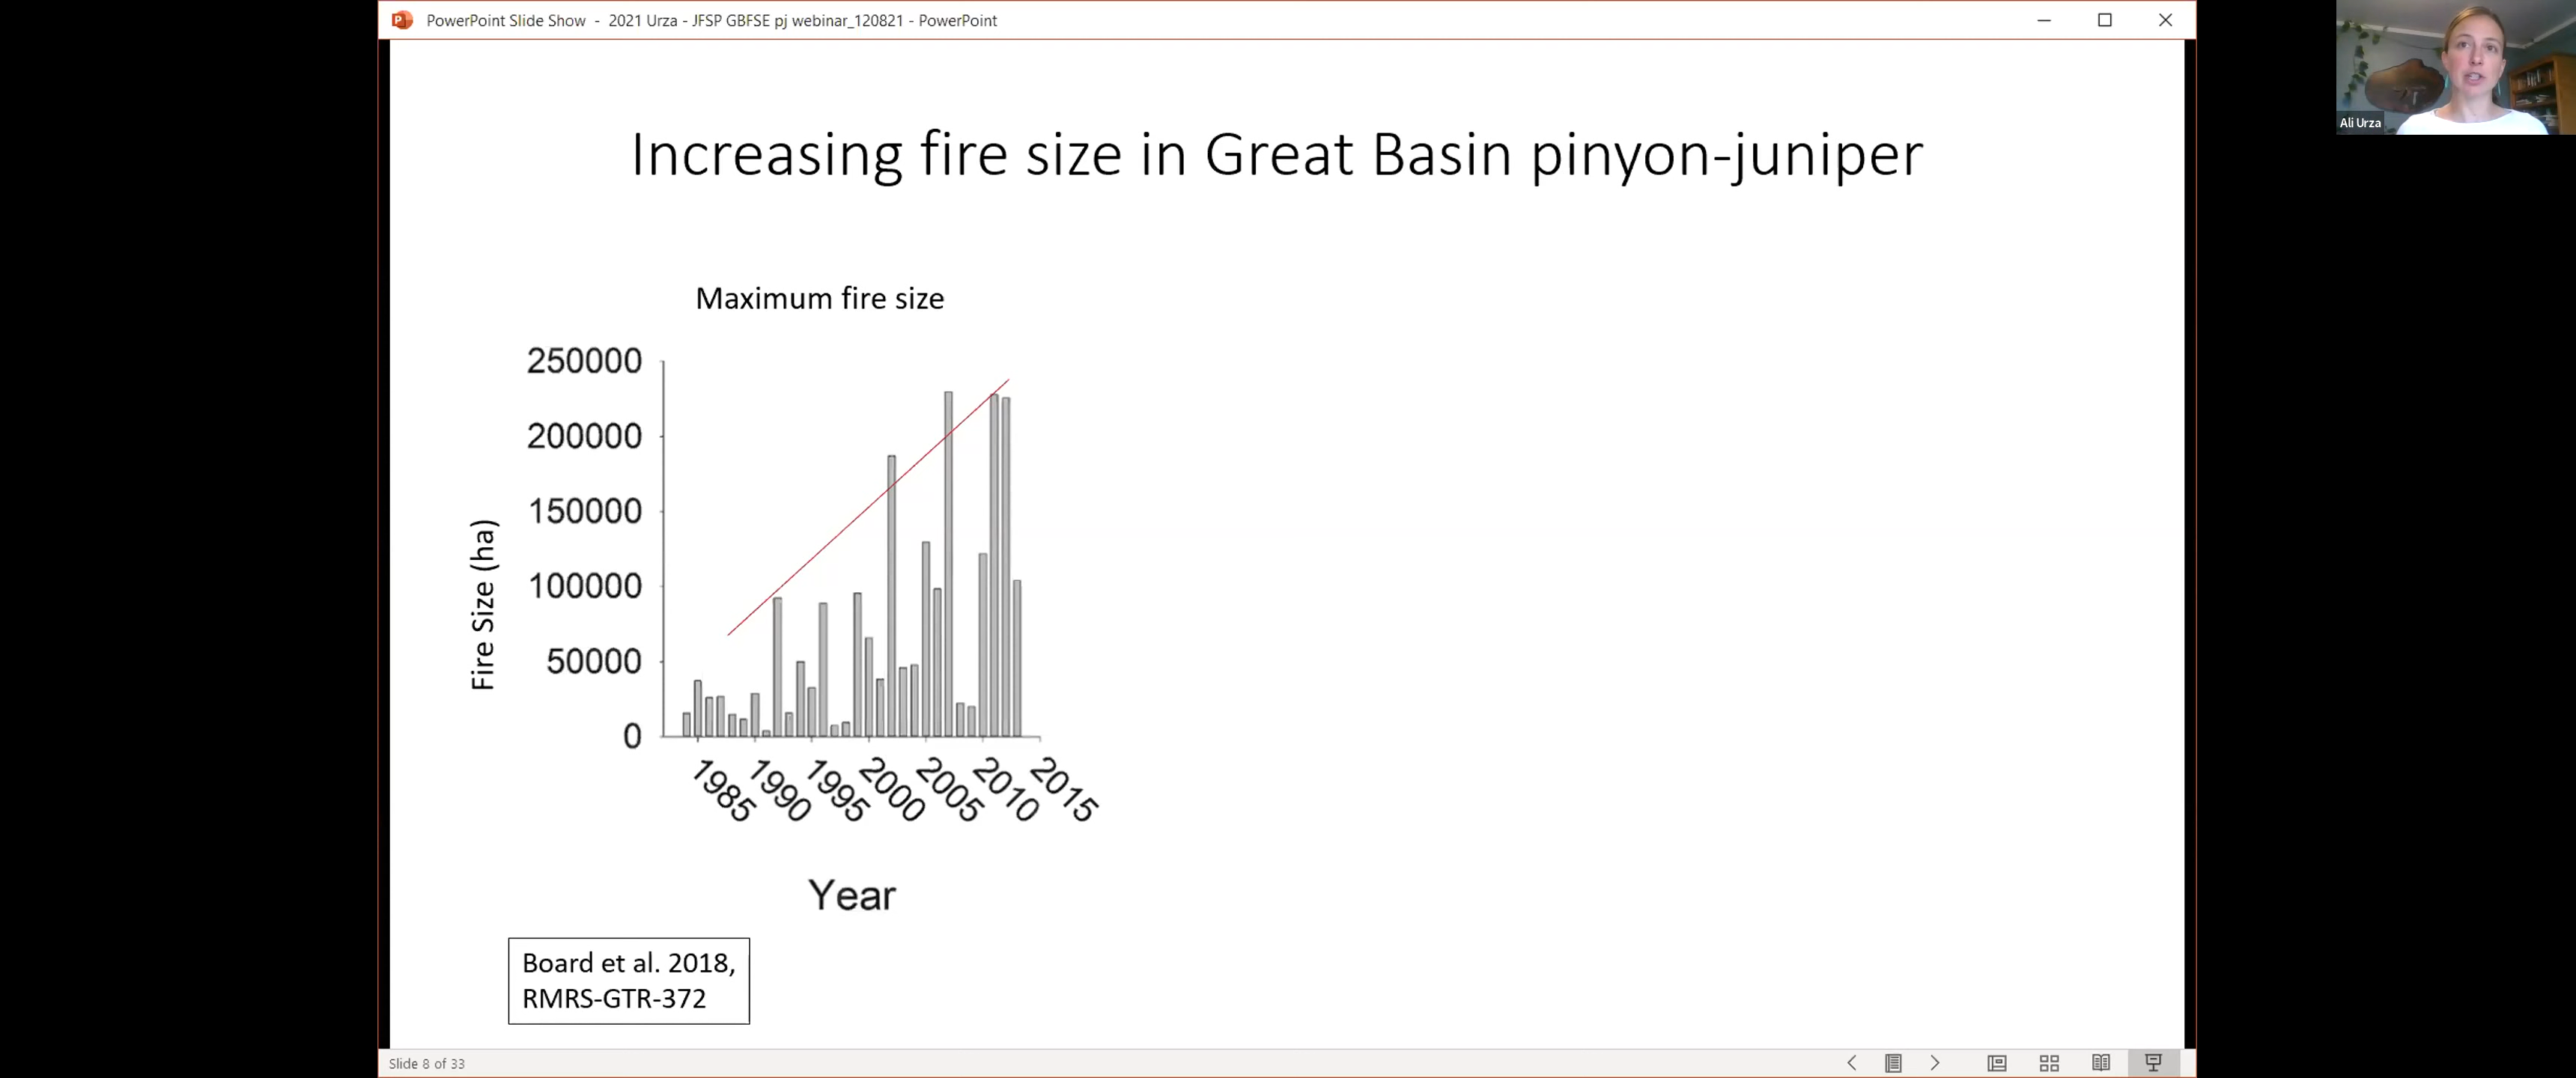 PowerPoint Slide Show - 2021 Urza - JFSP GBFSE pj webinar_120821 - PowerPoint
Ali Urza
Increasing fire size in Great Basin pinyon-juniper
Maximum fire size
Fire Size (ha)
250000
200000
150000
100000
50000
0
1985
1990
1995
2000
2005
2010
2015
Year
Board et al. 2018,
RMRS-GTR-372
Slide 8 of 33